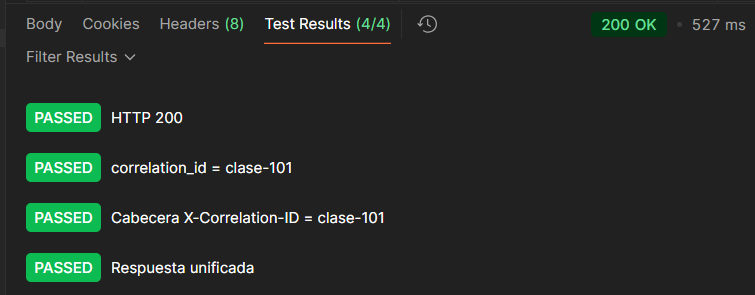 Body Cookies Headers (8) Test Results (4/4) 200 OK • 527 ms
Filter Results
PASSED HTTP 200
PASSED correlation_id = clase-101
PASSED Cabecera X-Correlation-ID = clase-101
PASSED Respuesta unificada